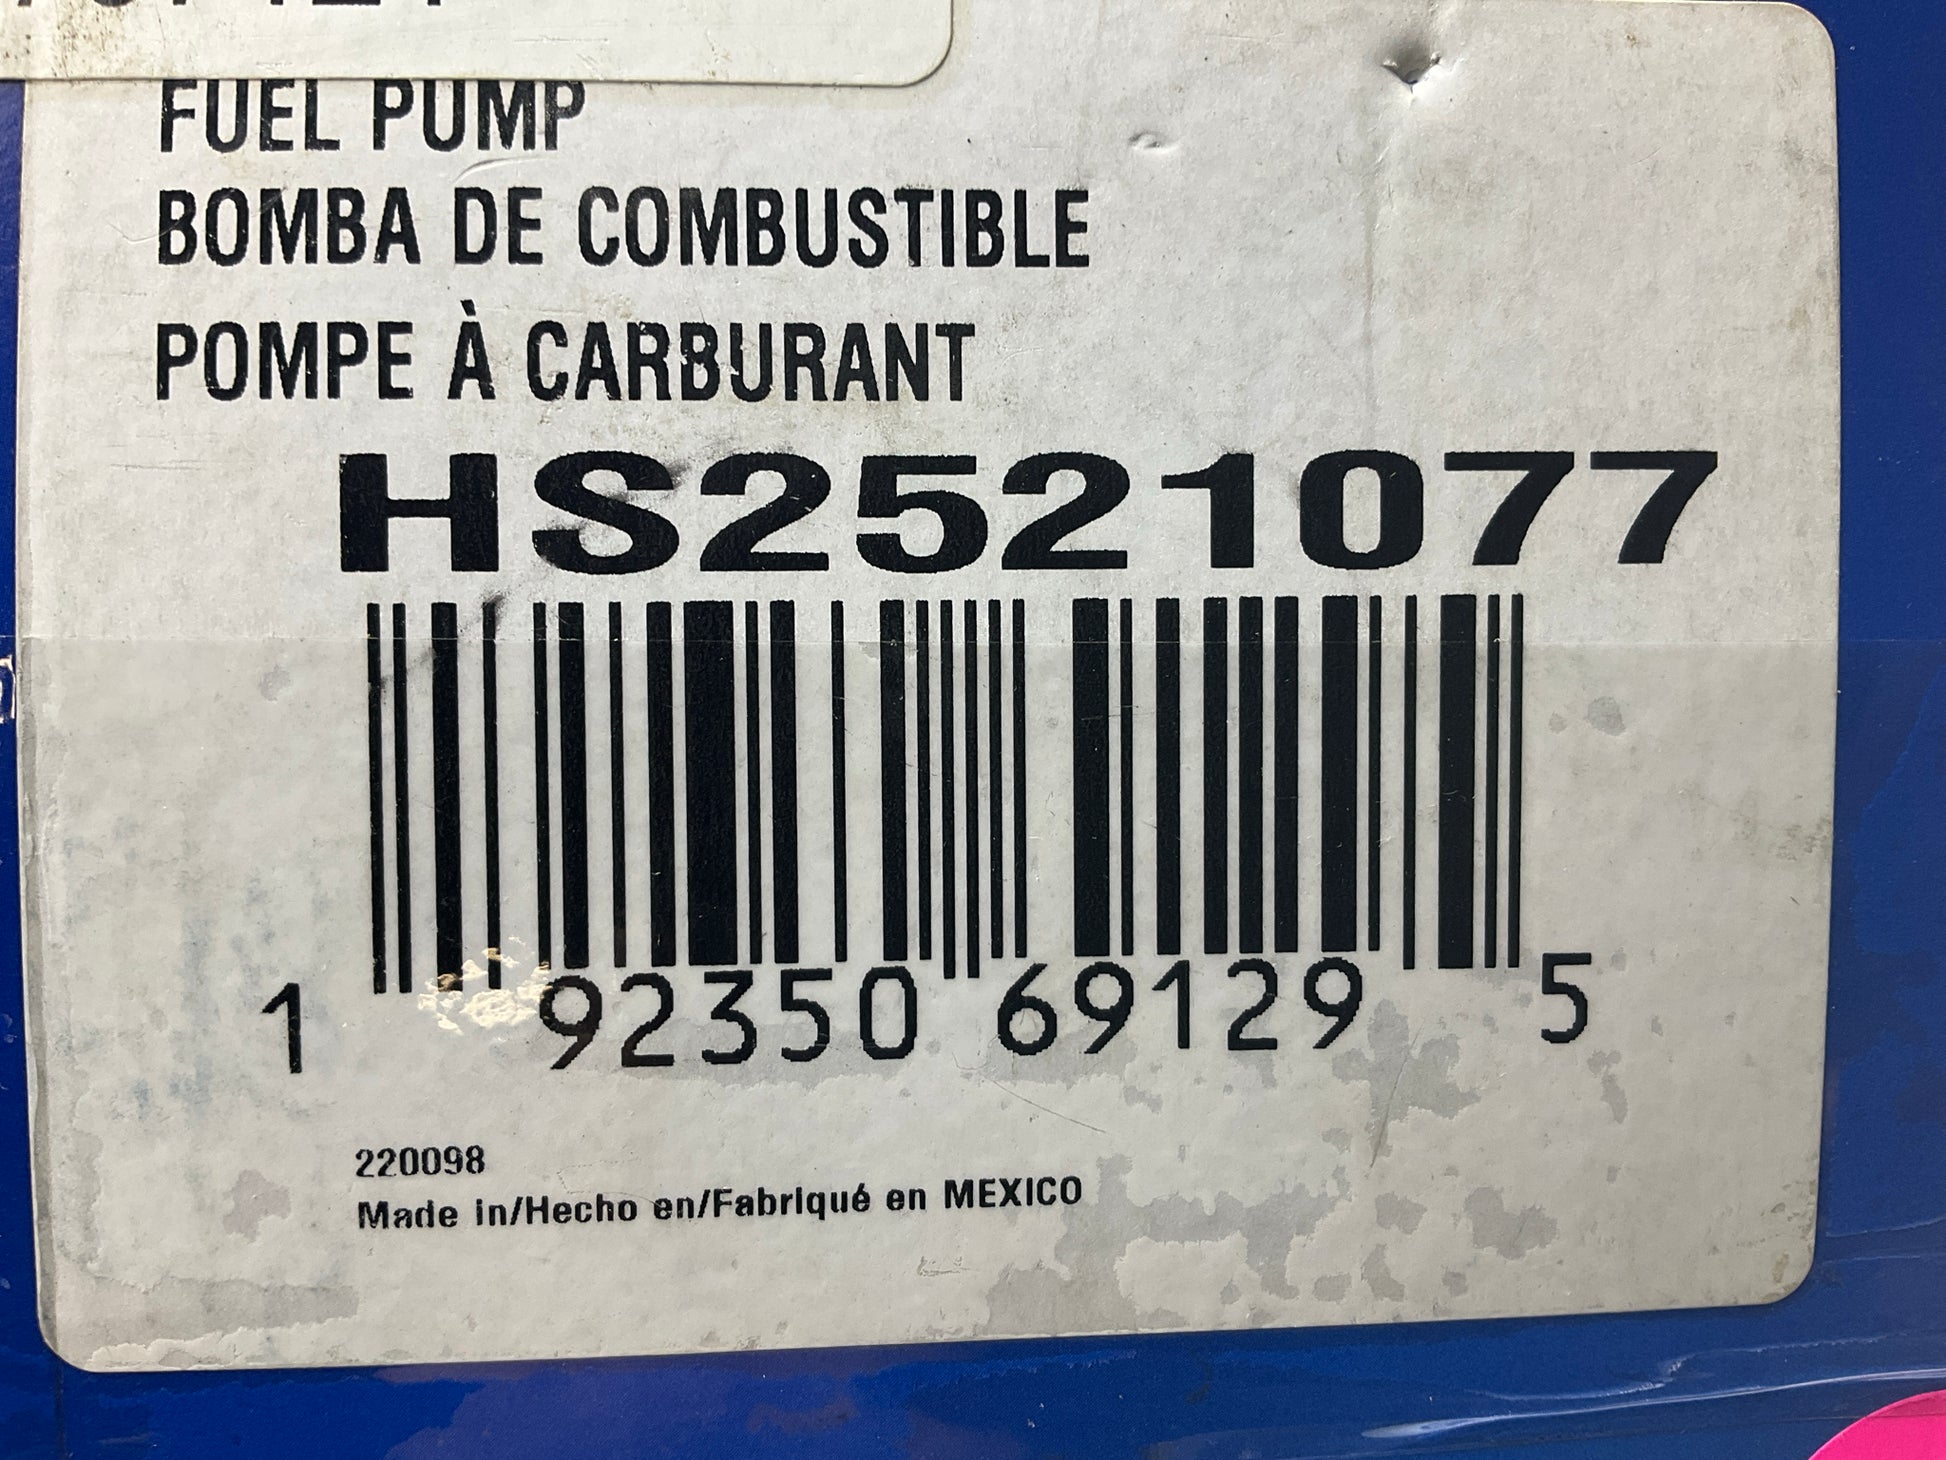 FUEL PUMP
BOMBA DE COMBUSTIBLE
POMPE À CARBURANT
HS2521077
1 92350 69129 5
220098
Made in/Hecho en/Fabriqué en MEXICO